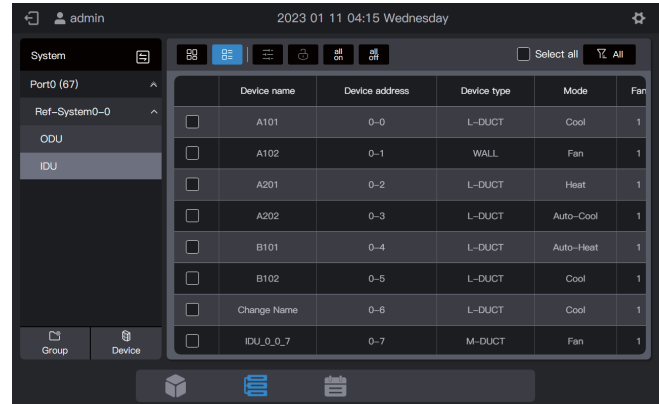 admin 2023 01 11 04:15 Wednesday
System all on all off Select all All
Port0 (67)
Ref-System0-0
ODU
IDU
Device name Device address Device type Mode Fan
A101 0-0 L-DUCT Cool 1
A102 0-1 WALL Fan 1
A201 0-2 L-DUCT Heat 1
A202 0-3 L-DUCT Auto-Cool 1
B101 0-4 L-DUCT Auto-Heat 1
B102 0-5 L-DUCT Cool 1
Change Name 0-6 L-DUCT Cool 1
IDU_0_0_7 0-7 M-DUCT Fan 1
Group Device